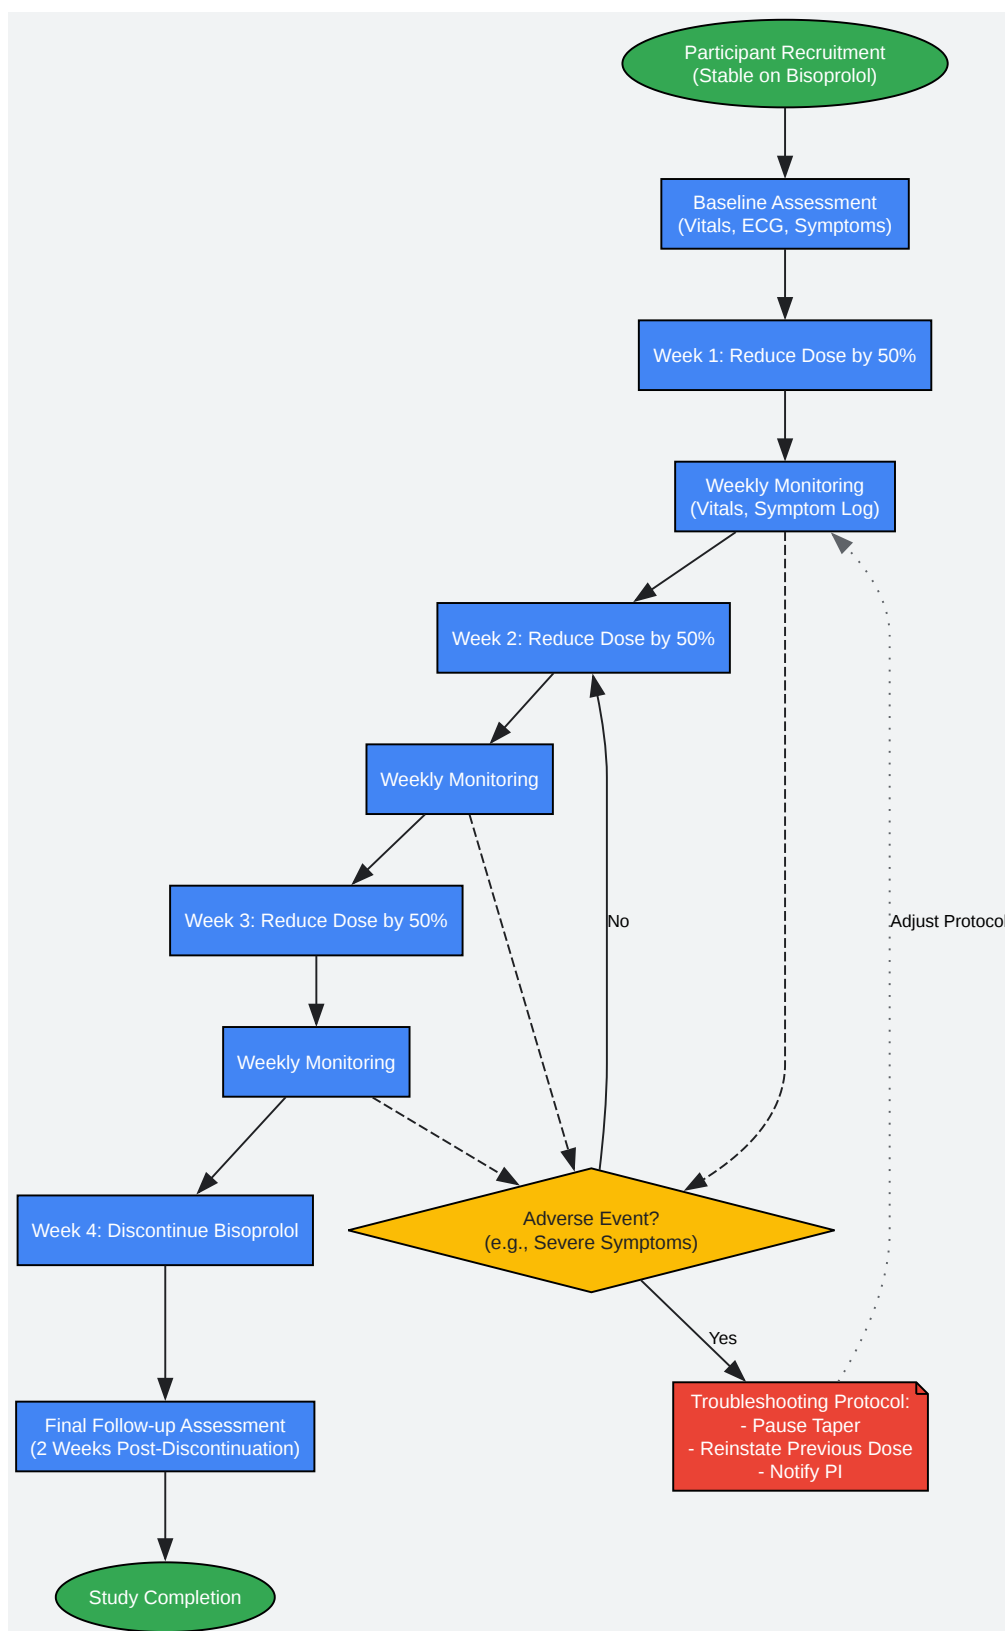 Participant Recruitment
(Stable on Bisoprolol)
Baseline Assessment
(Vitals, ECG, Symptoms)
Week 1: Reduce Dose by 50%
Weekly Monitoring
(Vitals, Symptom Log)
Week 2: Reduce Dose by 50%
Weekly Monitoring
Week 3: Reduce Dose by 50%
No
Adjust Protocol
Weekly Monitoring
Week 4: Discontinue Bisoprolol
Adverse Event?
(e.g., Severe Symptoms)
Yes
Troubleshooting Protocol:
- Pause Taper
- Reinstate Previous Dose
- Notify PI
Final Follow-up Assessment
(2 Weeks Post-Discontinuation)
Study Completion